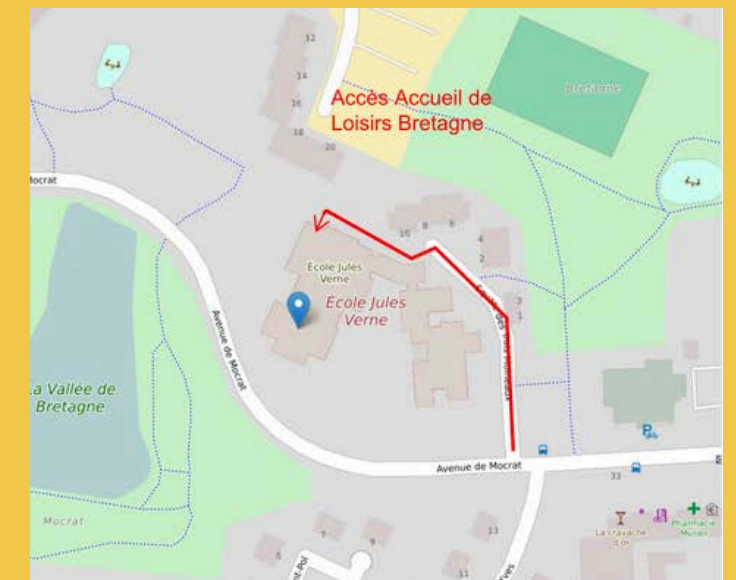 12
14
16
18
20
Accès Accueil de
Loisirs Bretagne
Bretagne
Mocrat
10
8
6
4
2
3
1
École Jules
Verne
École Jules
Verne
Avenue de Mocrat
a Vallée de
Bretagne
Avenue de Mocrat
33
Mocrat
7
9
13
11
La cravache
d'or
Pharmacie